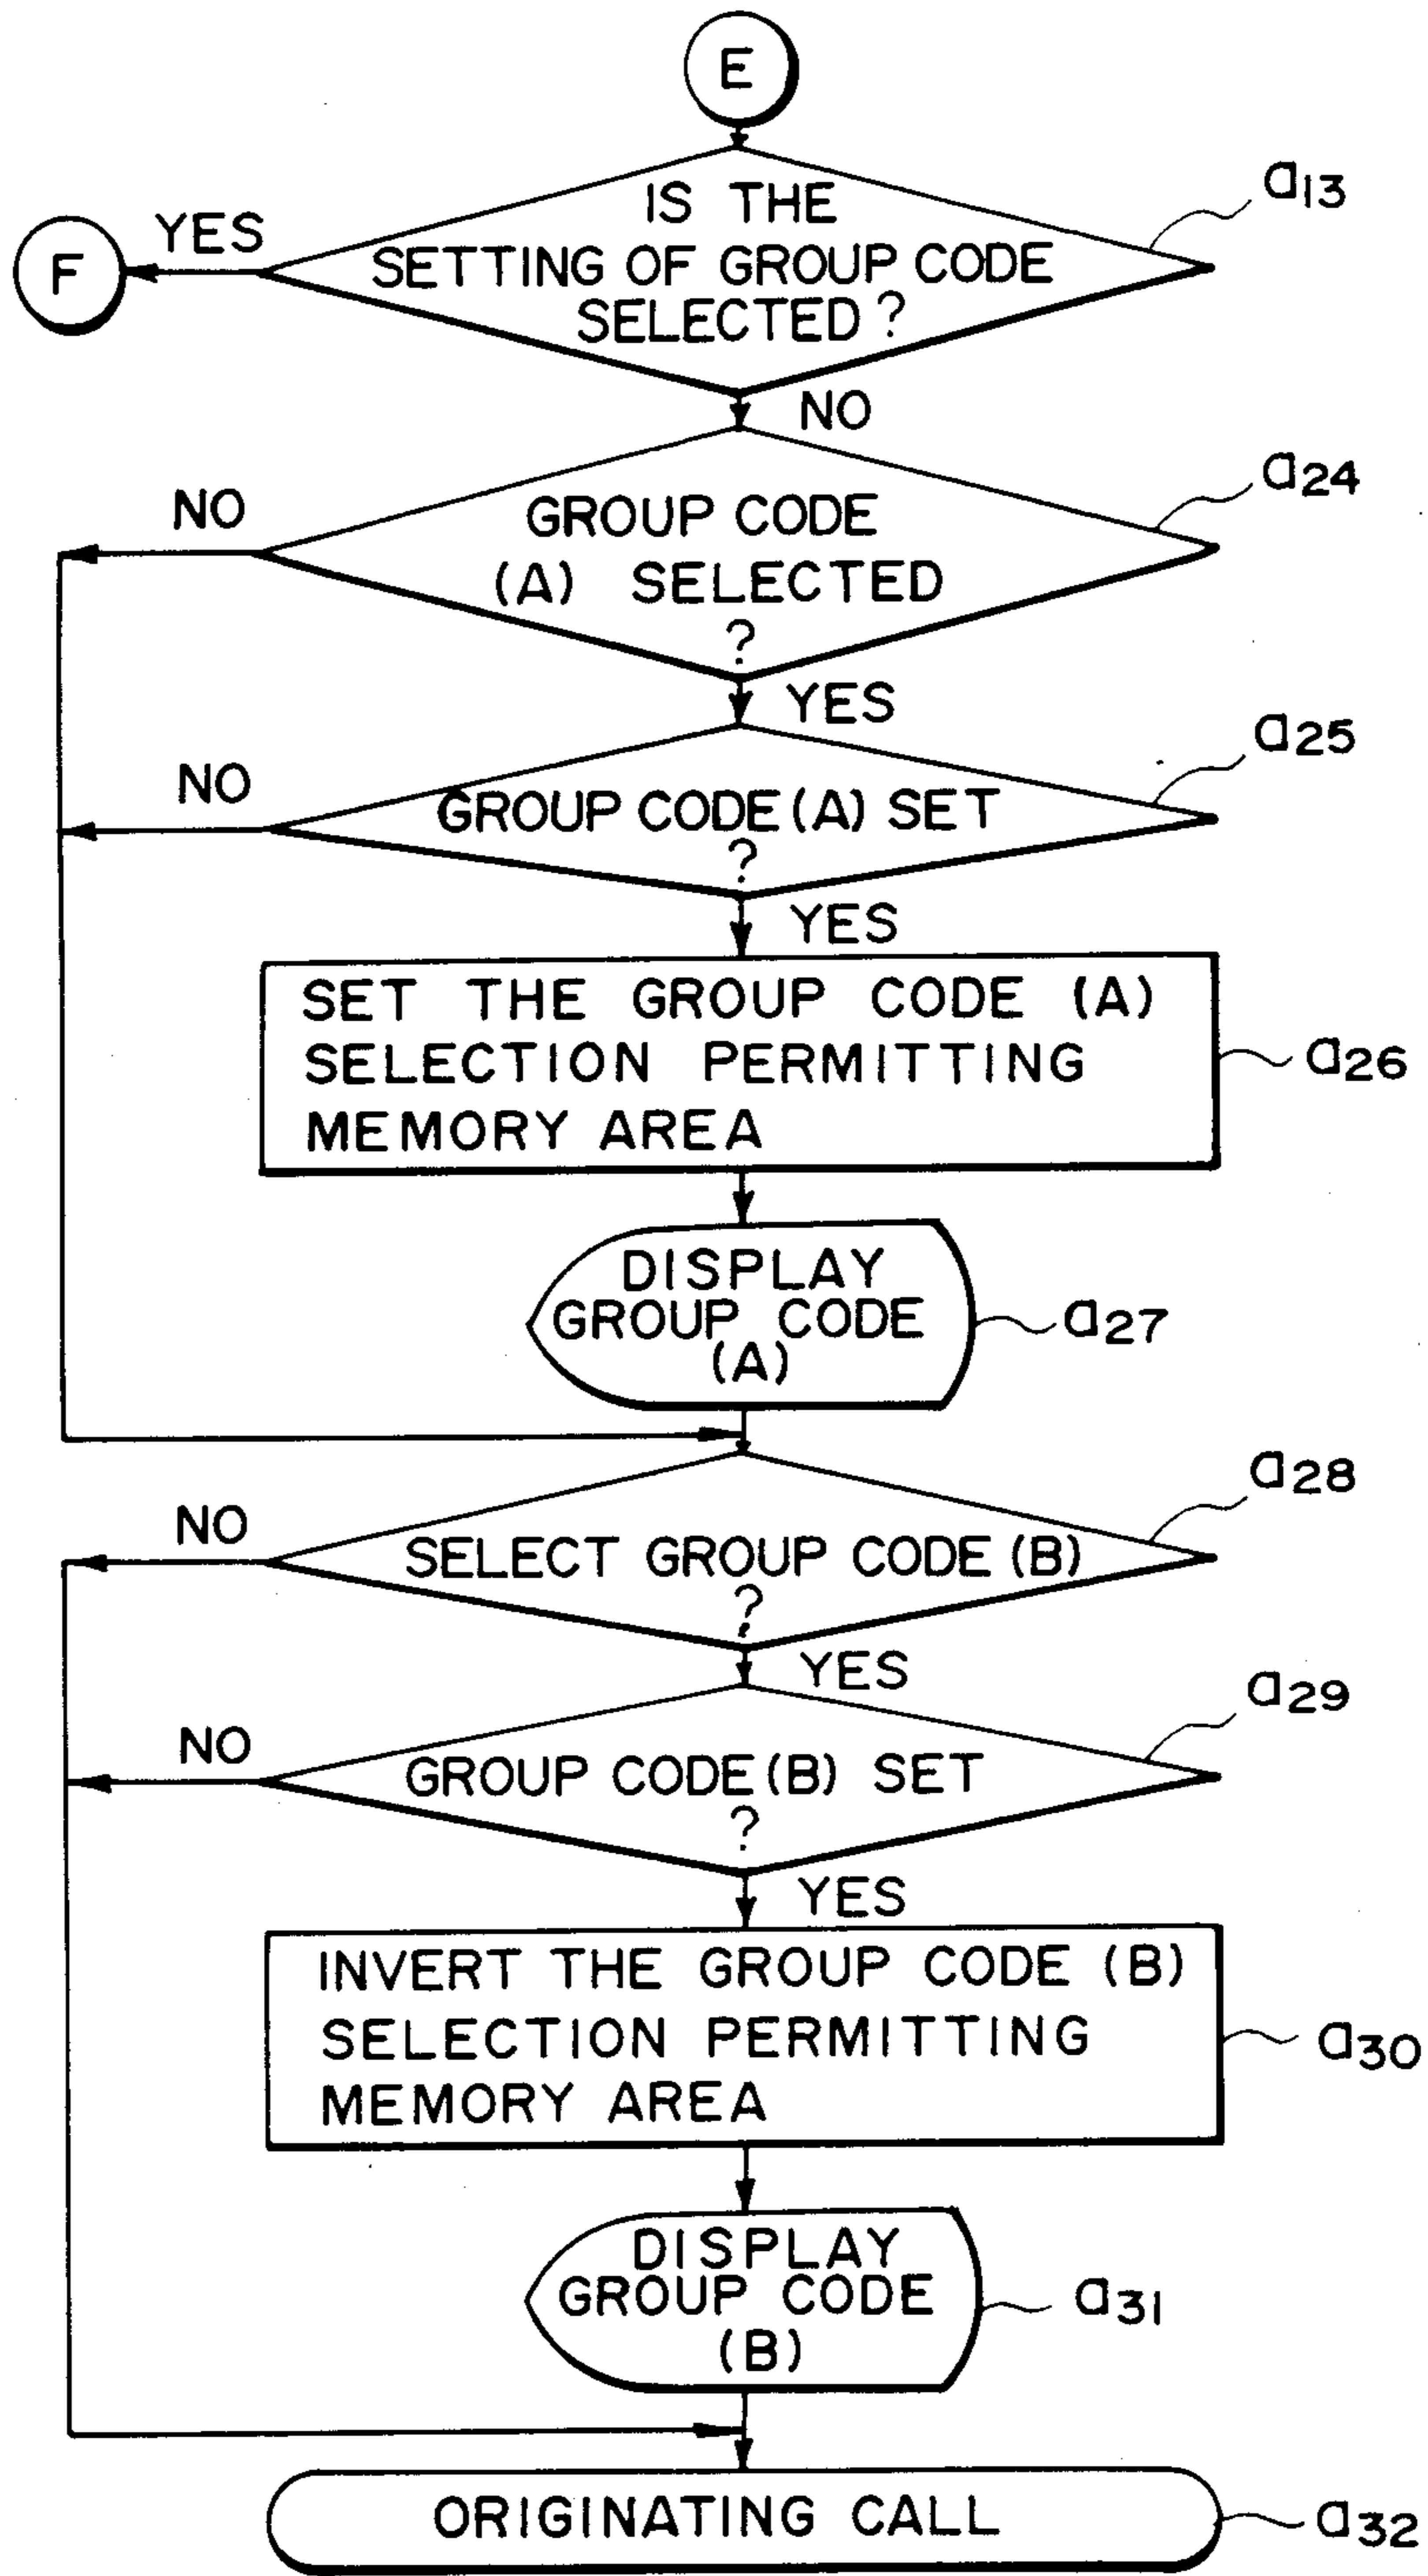 E
IS THE
SETTING OF GROUP CODE
SELECTED ?
a13
YES
F
NO
GROUP CODE
(A) SELECTED
?
a24
NO
YES
GROUP CODE (A) SET
?
a25
NO
YES
SET THE GROUP CODE (A)
SELECTION PERMITTING
MEMORY AREA
a26
DISPLAY
GROUP CODE
(A)
a27
SELECT GROUP CODE (B)
?
a28
NO
YES
GROUP CODE (B) SET
?
a29
NO
YES
INVERT THE GROUP CODE (B)
SELECTION PERMITTING
MEMORY AREA
a30
DISPLAY
GROUP CODE
(B)
a31
ORIGINATING CALL
a32